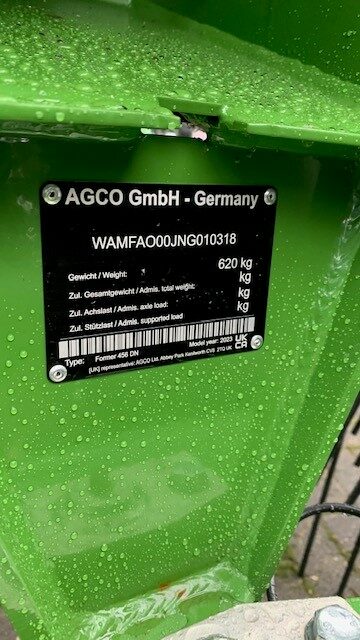 AGCO GmbH - Germany
WAMFAO00JNG010318
Gewicht / Weight: 620 kg
Zul. Gesamtgewicht / Admis. total weight: kg
Zul. Achslast / Admis. axle load: kg
Zul. Stützlast / Admis. supported load kg
Type: Former 456 DN Model year: 2023 UK CA
[UK] representative: AGCO Ltd. Abbey Park Kenilworth CV8 2TQ UK